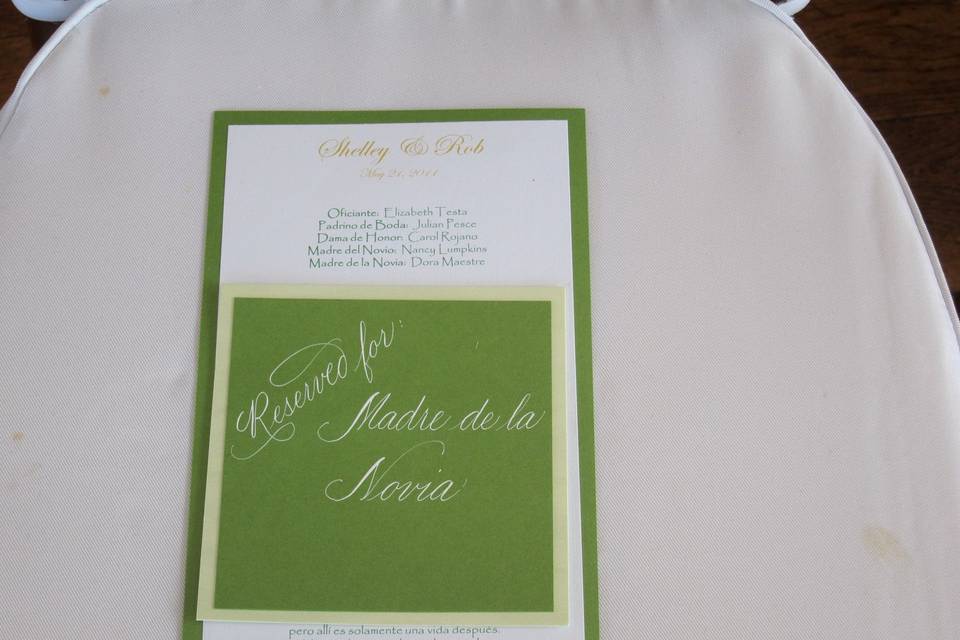 Shelley & Rob
May 21, 2011
Oficiante: Elizabeth Testa
Padrino de Boda: Julian Pesce
Dama de Honor: Carol Rojano
Madre del Novio: Nancy Lumpkins
Madre de la Novia: Dora Maestre
Reserved for:
Madre de la
Novia
pero allí es solamente una vida después.